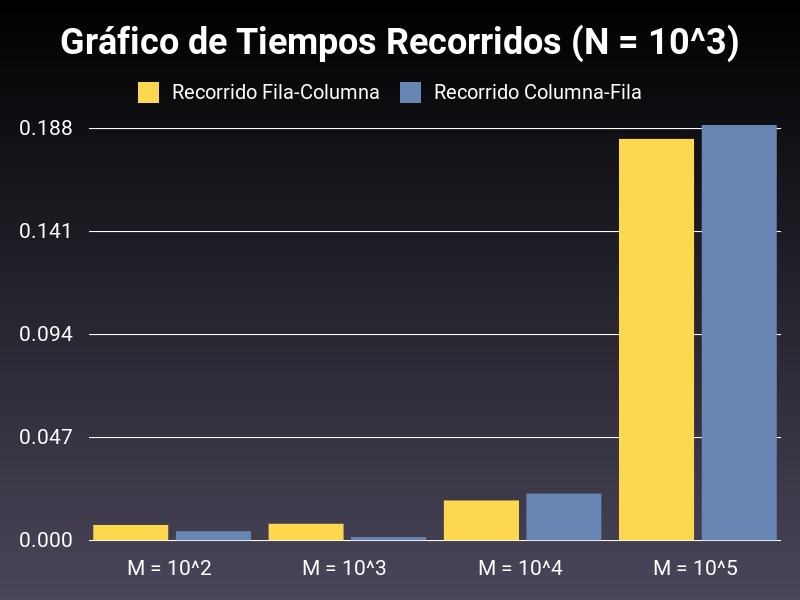 Gráfico de Tiempos Recorridos (N = 10^3)
Recorrido Fila-Columna Recorrido Columna-Fila
0.188
0.141
0.094
0.047
0.000
M = 10^2 M = 10^3 M = 10^4 M = 10^5